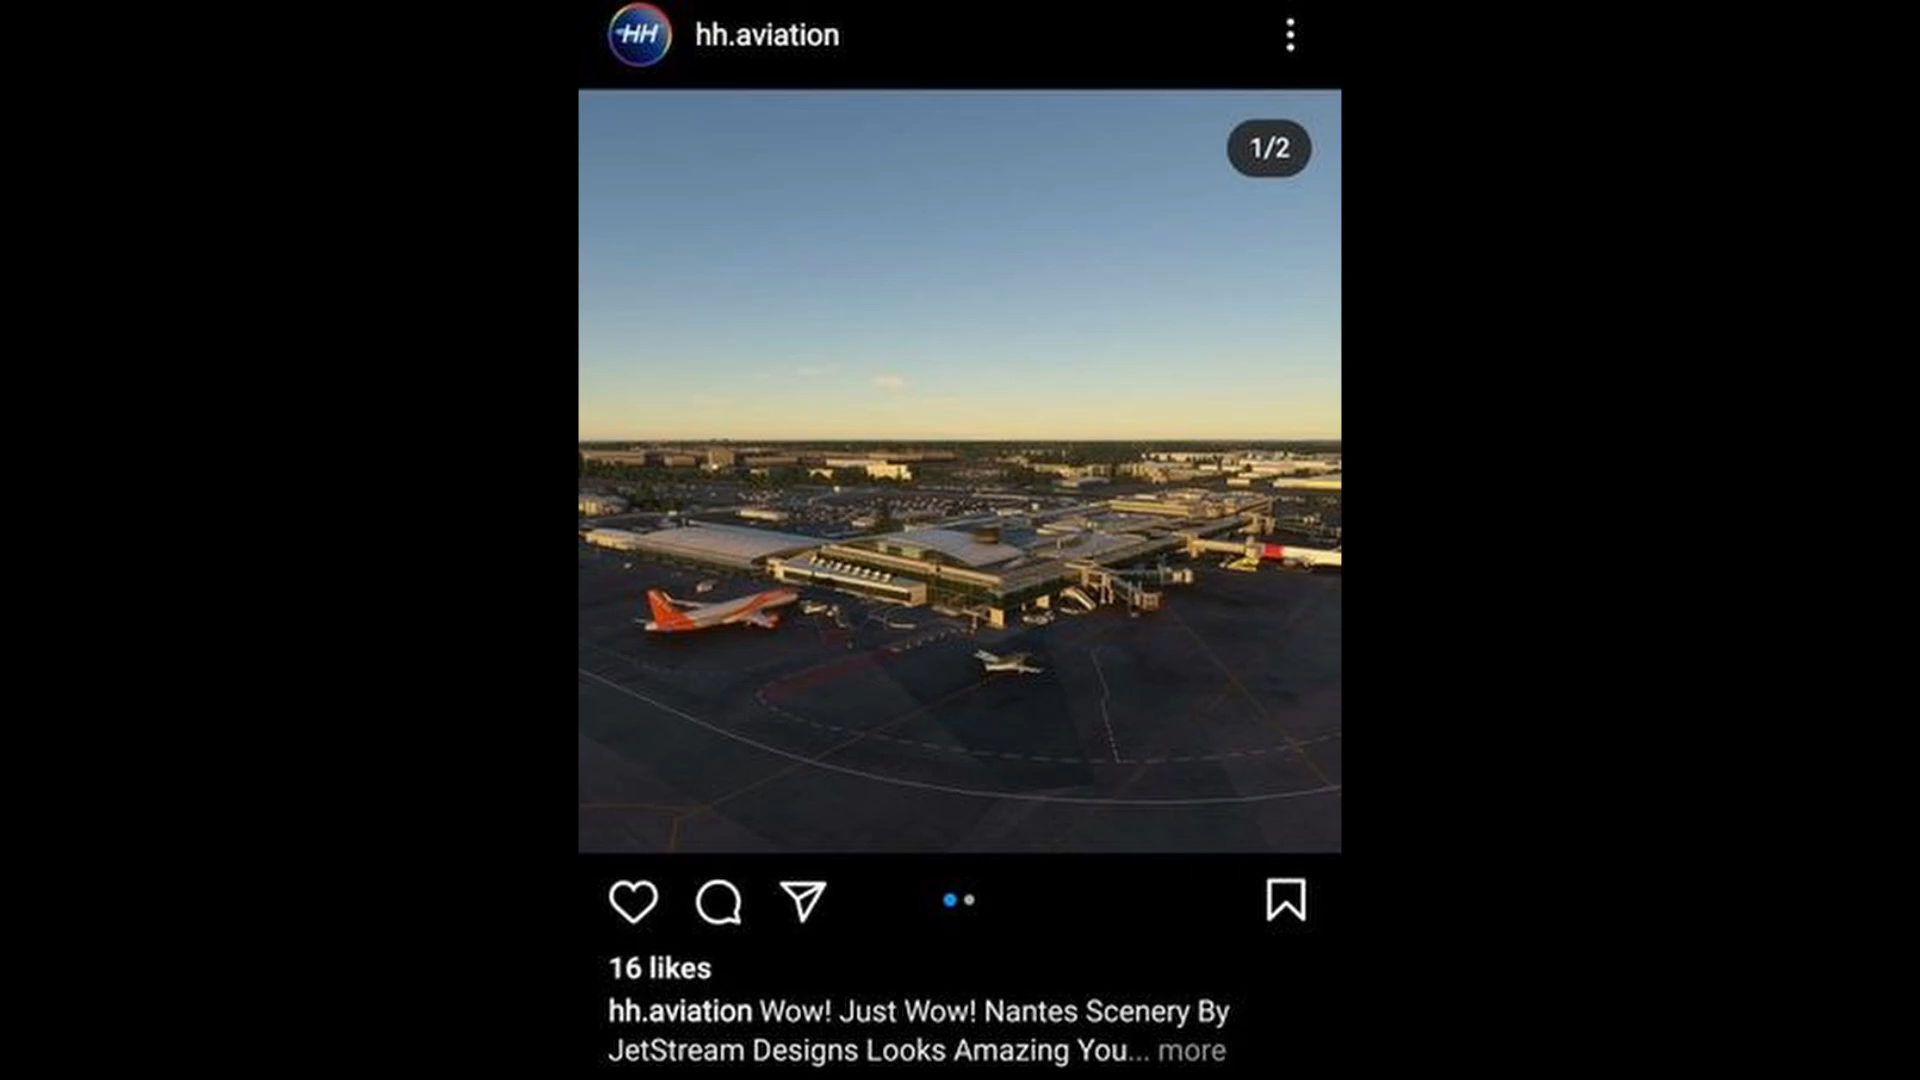 HH hh.aviation
1/2
16 likes
hh.aviation Wow! Just Wow! Nantes Scenery By
JetStream Designs Looks Amazing You... more